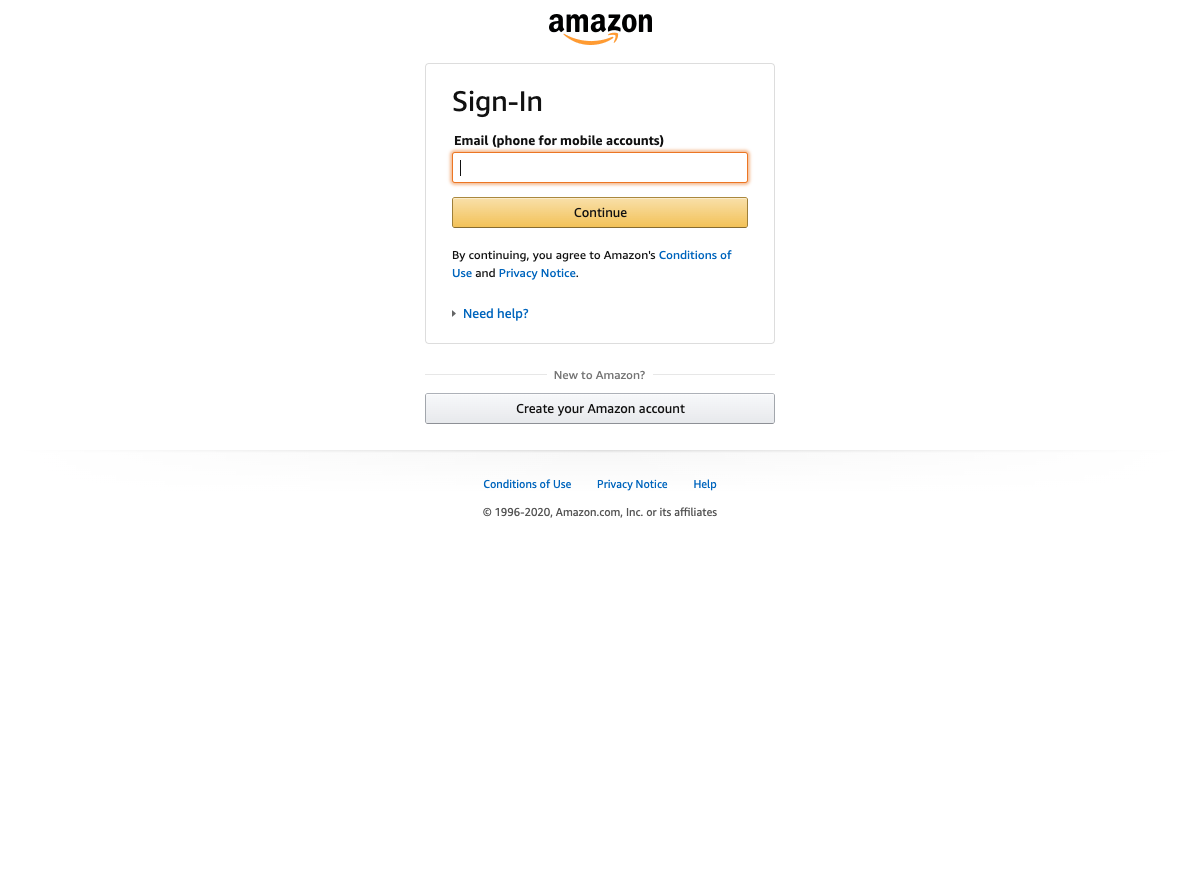 amazon
Sign-In
Email (phone for mobile accounts)
Continue
By continuing, you agree to Amazon's Conditions of
Use and Privacy Notice.
Need help?
New to Amazon?
Create your Amazon account
Conditions of Use Privacy Notice Help
© 1996-2020, Amazon.com, Inc. or its affiliates